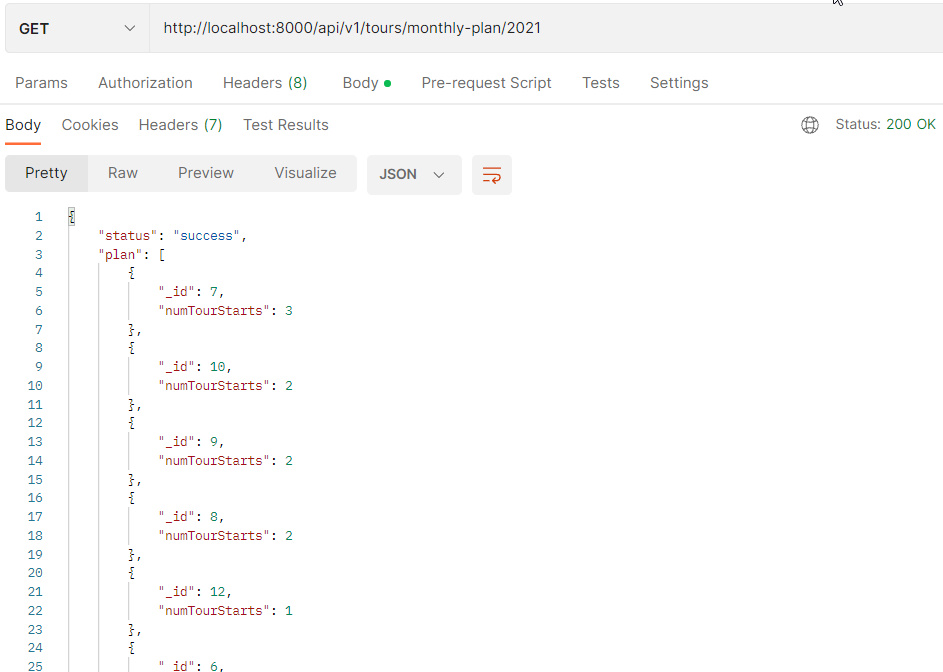 GET http://localhost:8000/api/v1/tours/monthly-plan/2021
Params Authorization Headers (8) Body Pre-request Script Tests Settings
Body Cookies Headers (7) Test Results Status: 200 OK
Pretty Raw Preview Visualize JSON
1 {
2 "status": "success",
3 "plan": [
4 {
5 "_id": 7,
6 "numTourStarts": 3
7 },
8 {
9 "_id": 10,
10 "numTourStarts": 2
11 },
12 {
13 "_id": 9,
14 "numTourStarts": 2
15 },
16 {
17 "_id": 8,
18 "numTourStarts": 2
19 },
20 {
21 "_id": 12,
22 "numTourStarts": 1
23 },
24 {
25 "_id": 6,